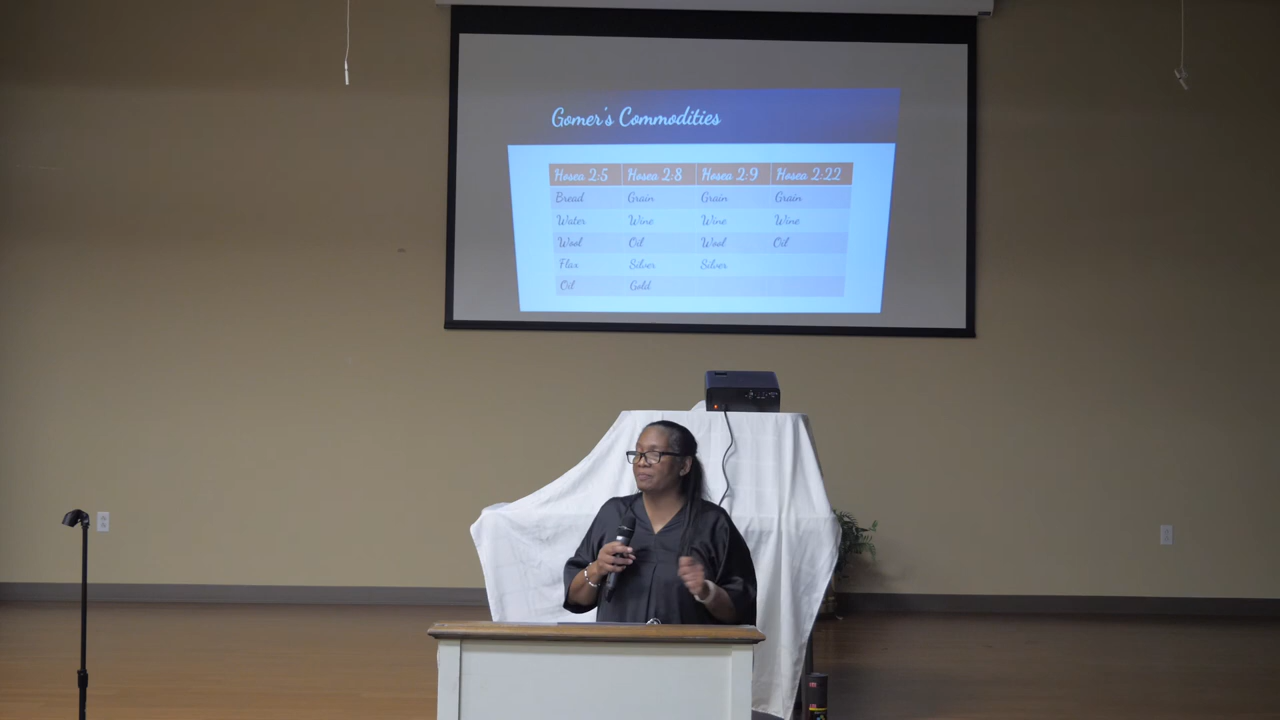 Gomer's Commodities
Hosea 2:5 Hosea 2:8 Hosea 2:9 Hosea 2:22
Bread Grain Grain Grain
Water Wine Wine Wine
Wool Oil Wool Oil
Flax Silver Silver
Oil Gold